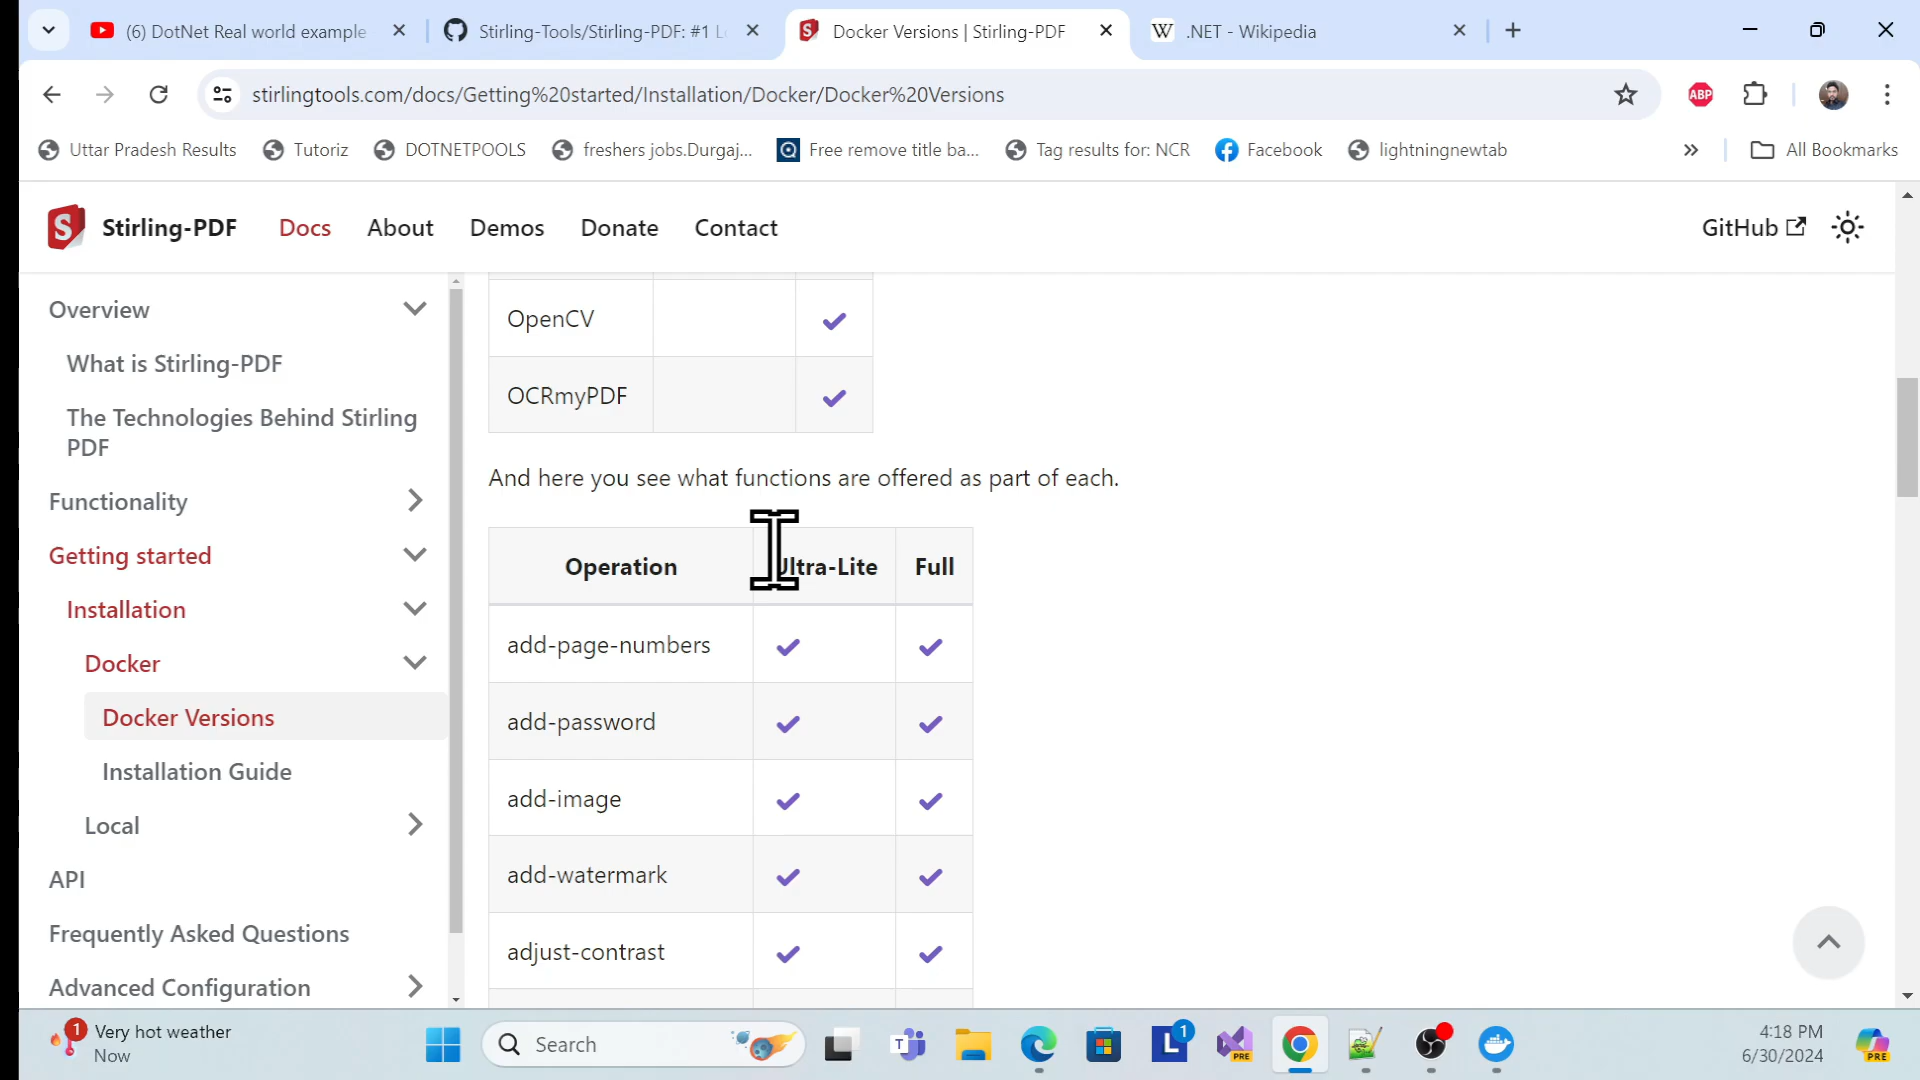 (6) DotNet Real world example
Stirling-Tools/Stirling-PDF: #1 L
Docker Versions | Stirling-PDF
W .NET - Wikipedia
stirlingtools.com/docs/Getting%20started/Installation/Docker/Docker%20Versions
ABP
Uttar Pradesh Results
Tutoriz
DOTNETPOOLS
freshers jobs.Durgaj...
Free remove title ba...
Tag results for: NCR
Facebook
lightningnewtab
All Bookmarks
S Stirling-PDF
Docs
About
Demos
Donate
Contact
GitHub
Overview
What is Stirling-PDF
The Technologies Behind Stirling
PDF
Functionality
Getting started
Installation
Docker
Docker Versions
Installation Guide
Local
API
Frequently Asked Questions
Advanced Configuration
OpenCV
OCRmyPDF
And here you see what functions are offered as part of each.
Operation Ultra-Lite Full
add-page-numbers
add-password
add-image
add-watermark
adjust-contrast
1 Very hot weather
Now
Search
T
L 1
PRE
4:18 PM
6/30/2024
PRE